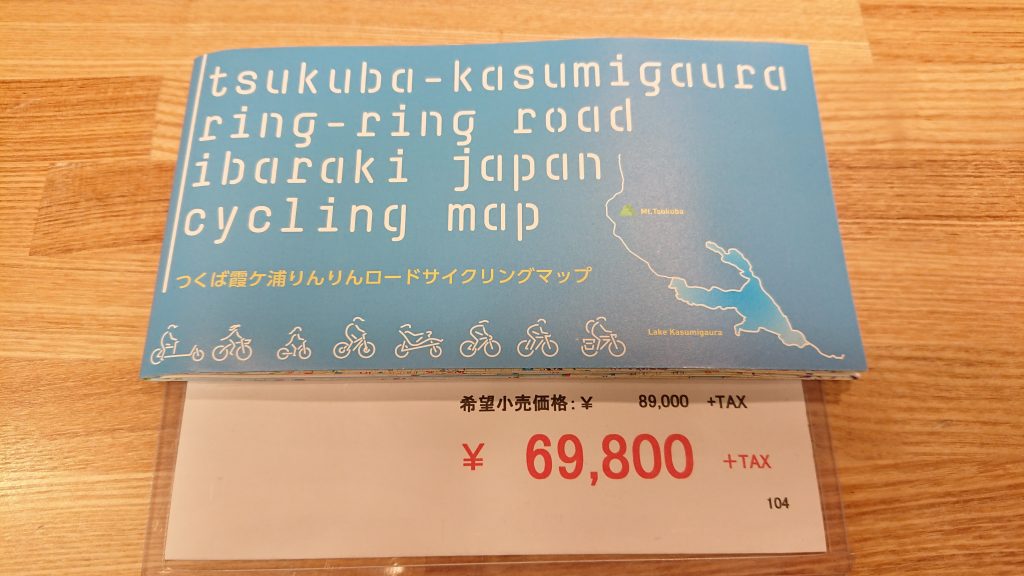 tsukuba-kasumigaura
ring-ring road
ibaraki japan
cycling map
Mt.Tsukuba
つくば霞ケ浦りんりんロードサイクリングマップ
Lake Kasumigaura
希望小売価格:¥ 89,000 +TAX
¥ 69,800 +TAX
104